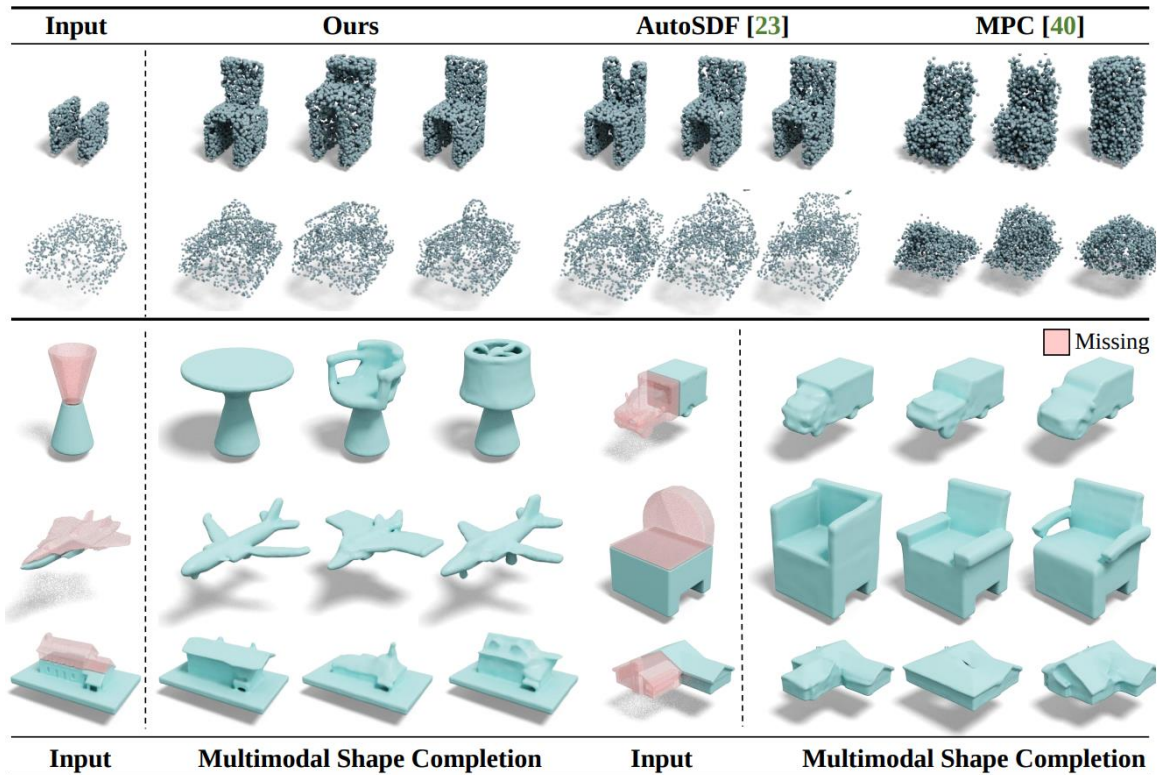 Input Ours AutoSDF [23] MPC [40]
Missing
Input Multimodal Shape Completion Input Multimodal Shape Completion